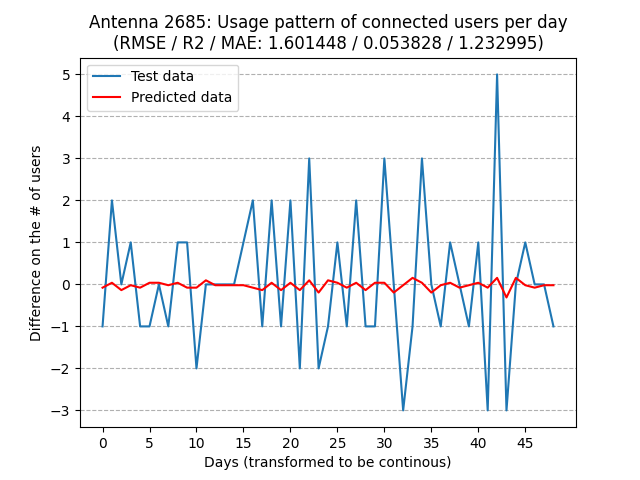 Antenna 2685: Usage pattern of connected users per day
(RMSE / R2 / MAE: 1.601448 / 0.053828 / 1.232995)
Test data
Predicted data
Difference on the # of users
5
4
3
2
1
0
−1
−2
−3
0 5 10 15 20 25 30 35 40 45
Days (transformed to be continous)